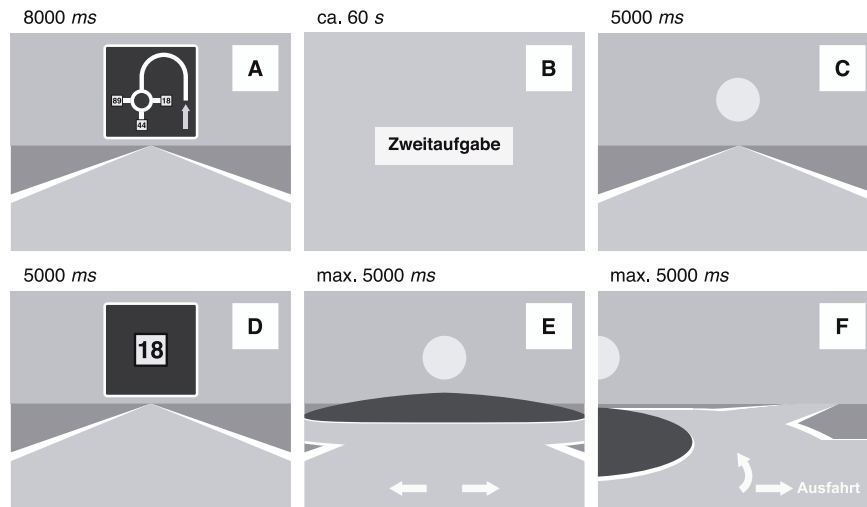 8000 ms
A
89
18
44
ca. 60 s
B
Zweitaufgabe
5000 ms
C
5000 ms
D
18
max. 5000 ms
E
max. 5000 ms
F
Ausfahrt